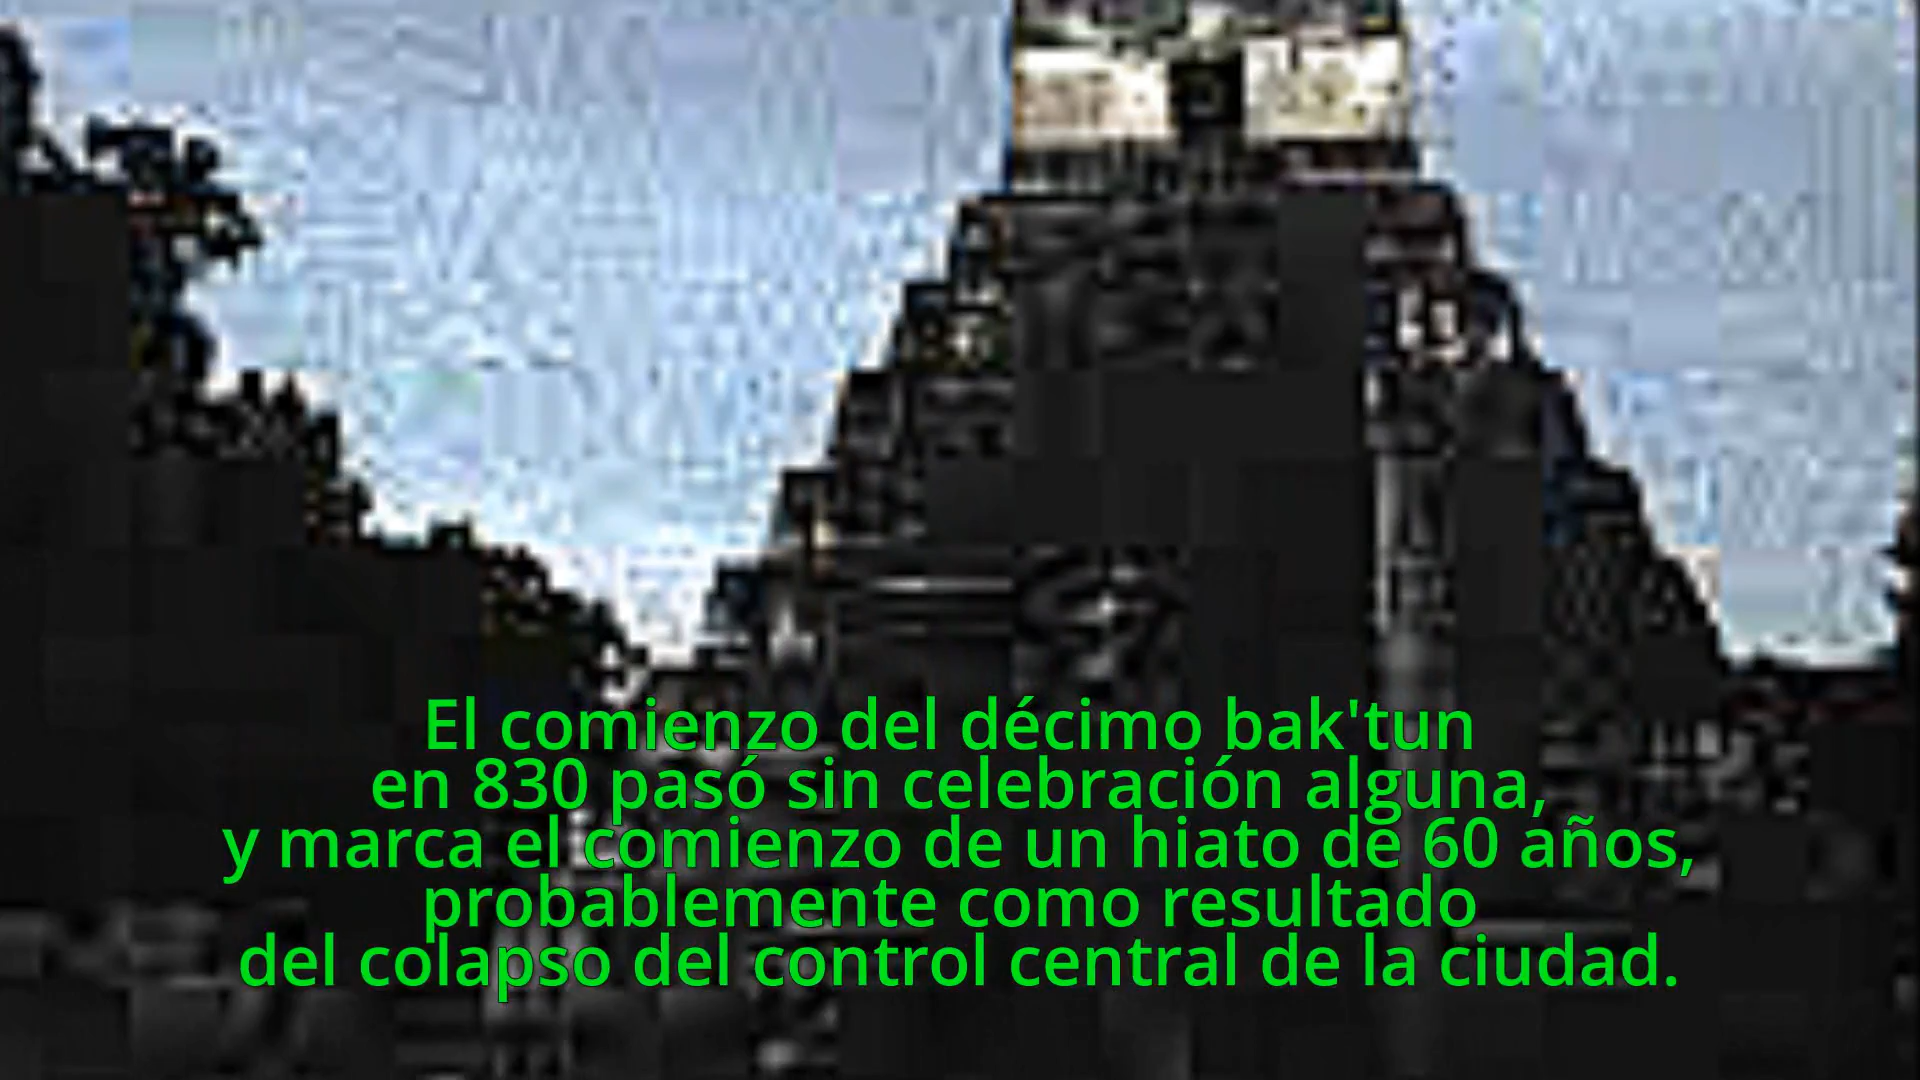 El comienzo del décimo bak'tun
en 830 pasó sin celebración alguna,
y marca el comienzo de un hiato de 60 años,
probablemente como resultado
del colapso del control central de la ciudad.